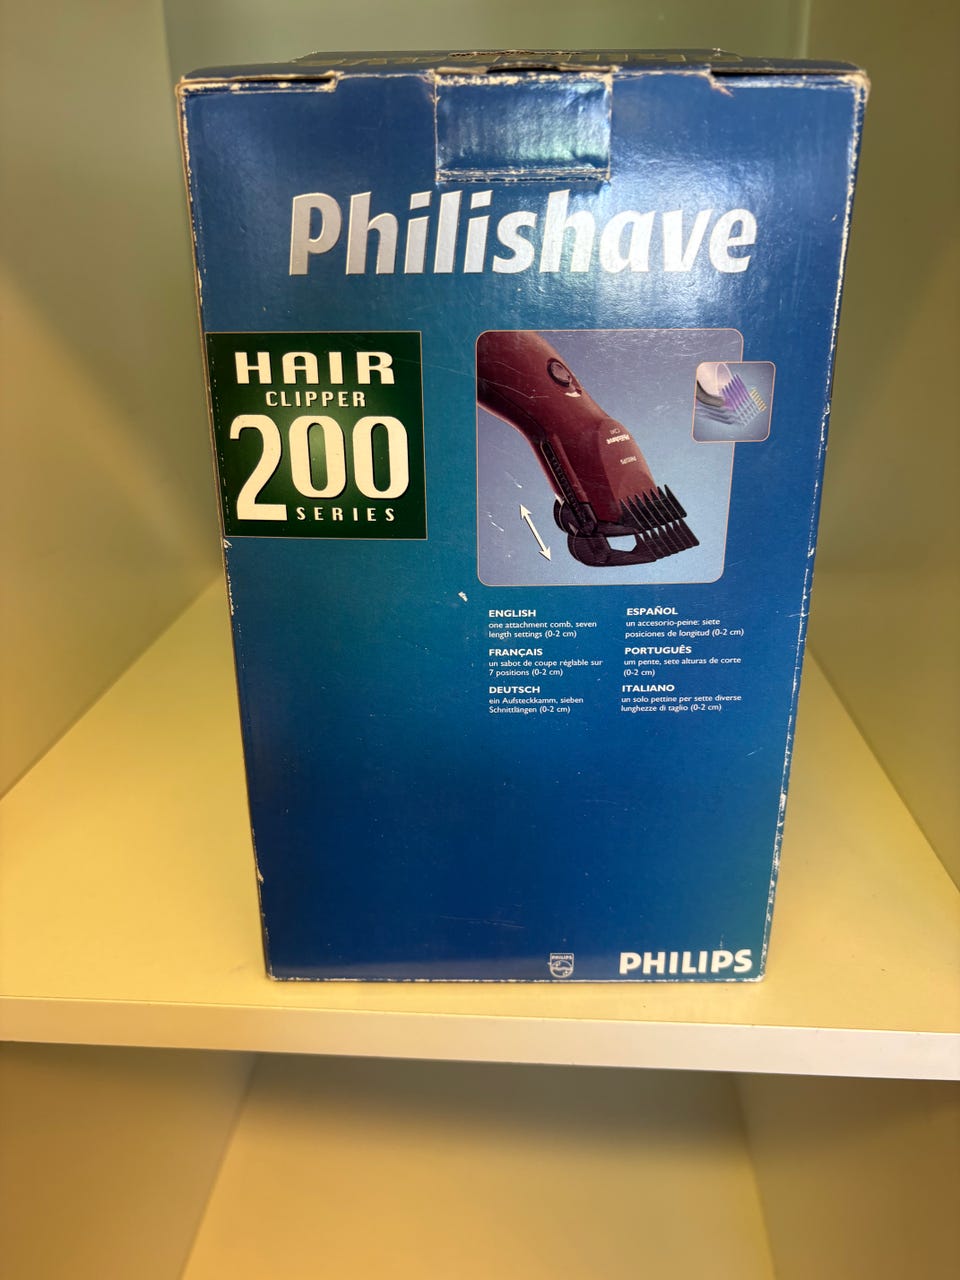 Philishave
HAIR
CLIPPER
200
SERIES
Philishave
PHILIPS
ENGLISH
one attachment comb, seven
length settings (0-2 cm)
FRANÇAIS
un sabot de coupe réglable sur
7 positions (0-2 cm)
DEUTSCH
ein Aufsteckkamm, sieben
Schnittlängen (0-2 cm)
ESPAÑOL
un accesorio-peine: siete
posiciones de longitud (0-2 cm)
PORTUGUÊS
um pente, sete alturas de corte
(0-2 cm)
ITALIANO
un solo pettine per sette diverse
lunghezze di taglio (0-2 cm)
PHILIPS
PHILIPS